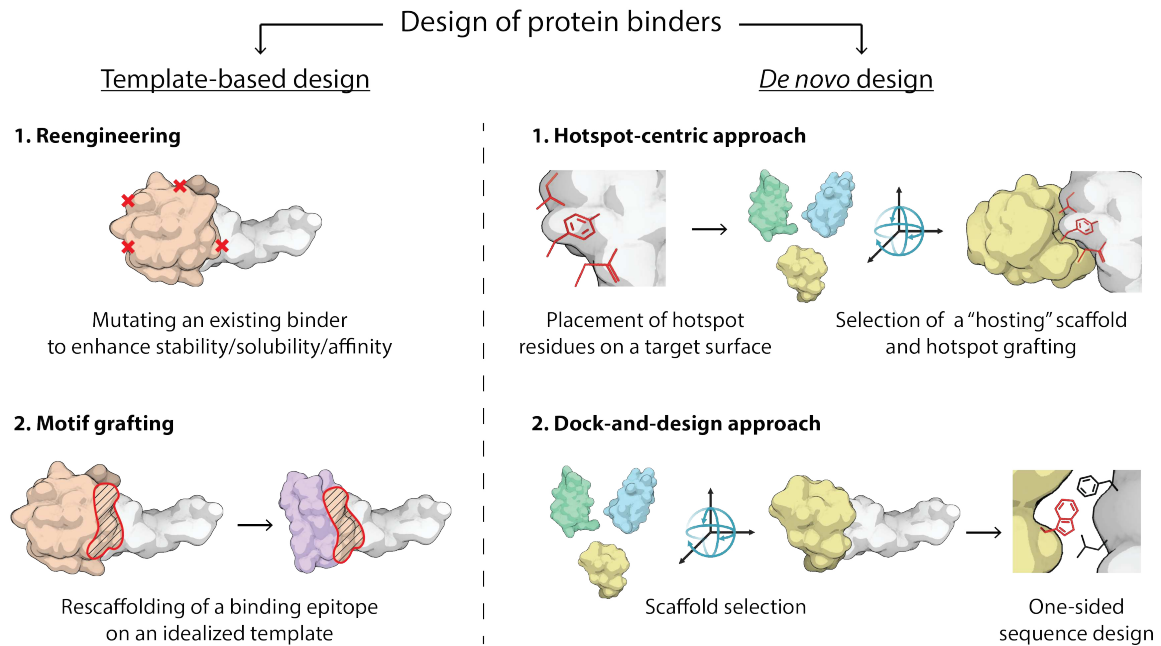 Design of protein binders
Template-based design
De novo design
1. Reengineering
Mutating an existing binder
to enhance stability/solubility/affinity
2. Motif grafting
Rescaffolding of a binding epitope
on an idealized template
1. Hotspot-centric approach
Placement of hotspot
residues on a target surface
Selection of a “hosting” scaffold
and hotspot grafting
2. Dock-and-design approach
Scaffold selection
One-sided
sequence design